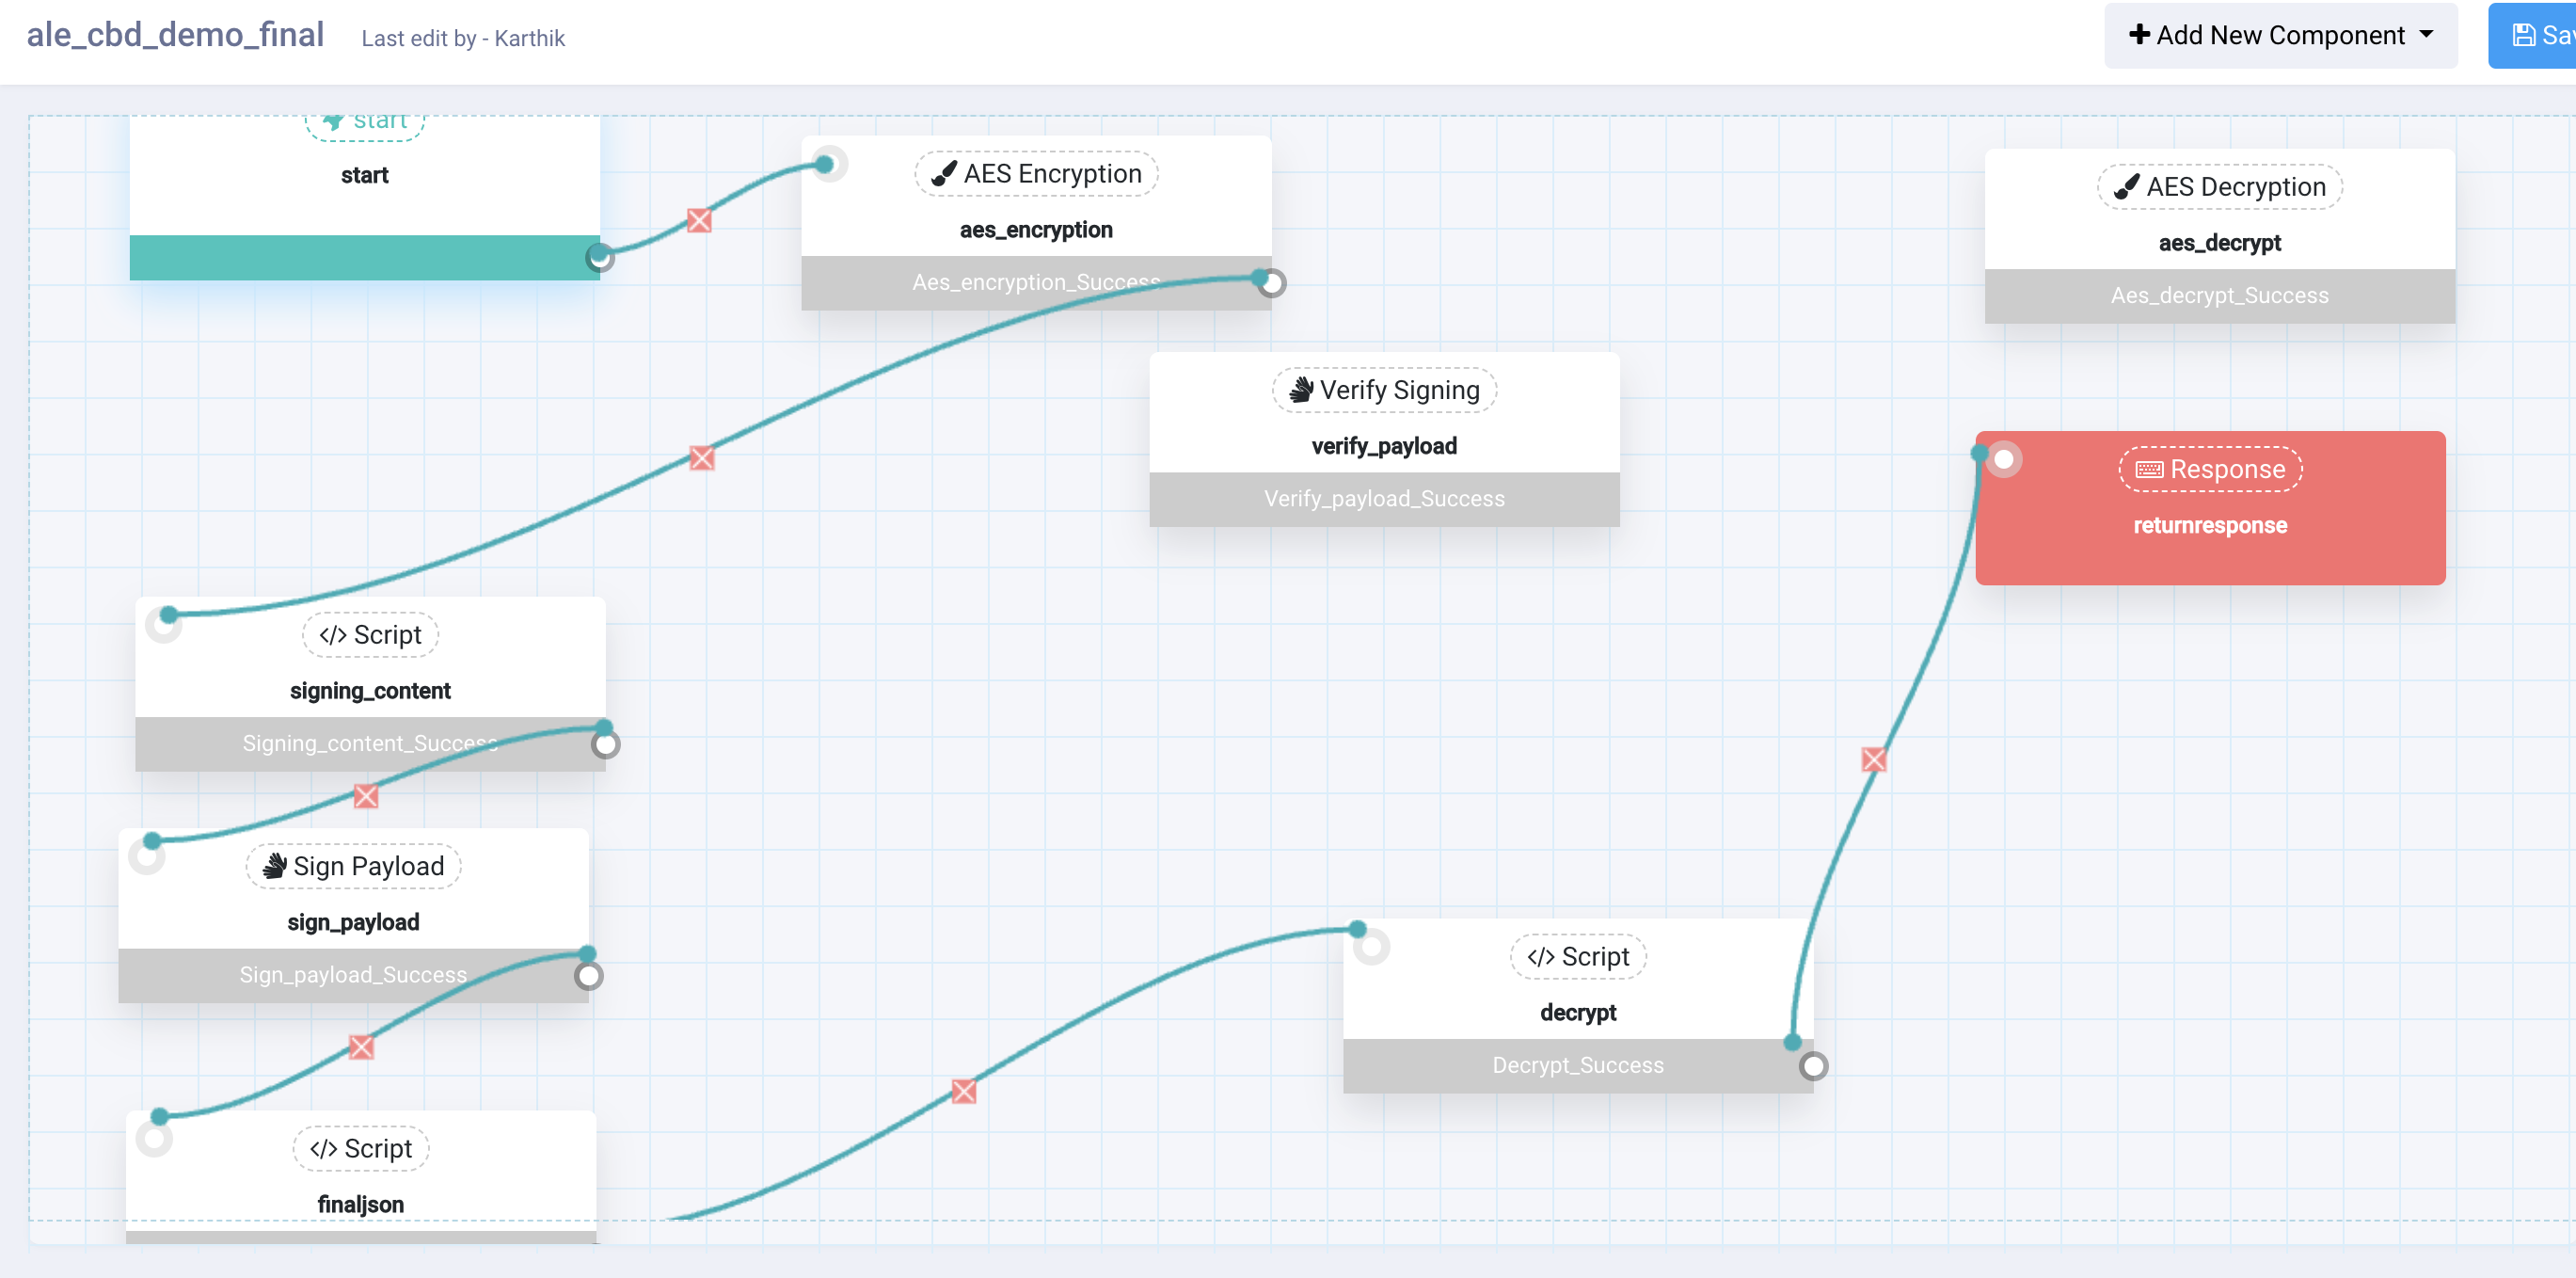 ale_cbd_demo_final Last edit by - Karthik
Add New Component
start
start
AES Encryption
aes_encryption
Aes_encryption_Success
AES Decryption
aes_decrypt
Aes_decrypt_Success
Verify Signing
verify_payload
Verify_payload_Success
Response
returnresponse
Script
signing_content
Signing_content_Success
Sign Payload
sign_payload
Sign_payload_Success
Script
decrypt
Decrypt_Success
Script
finaljson